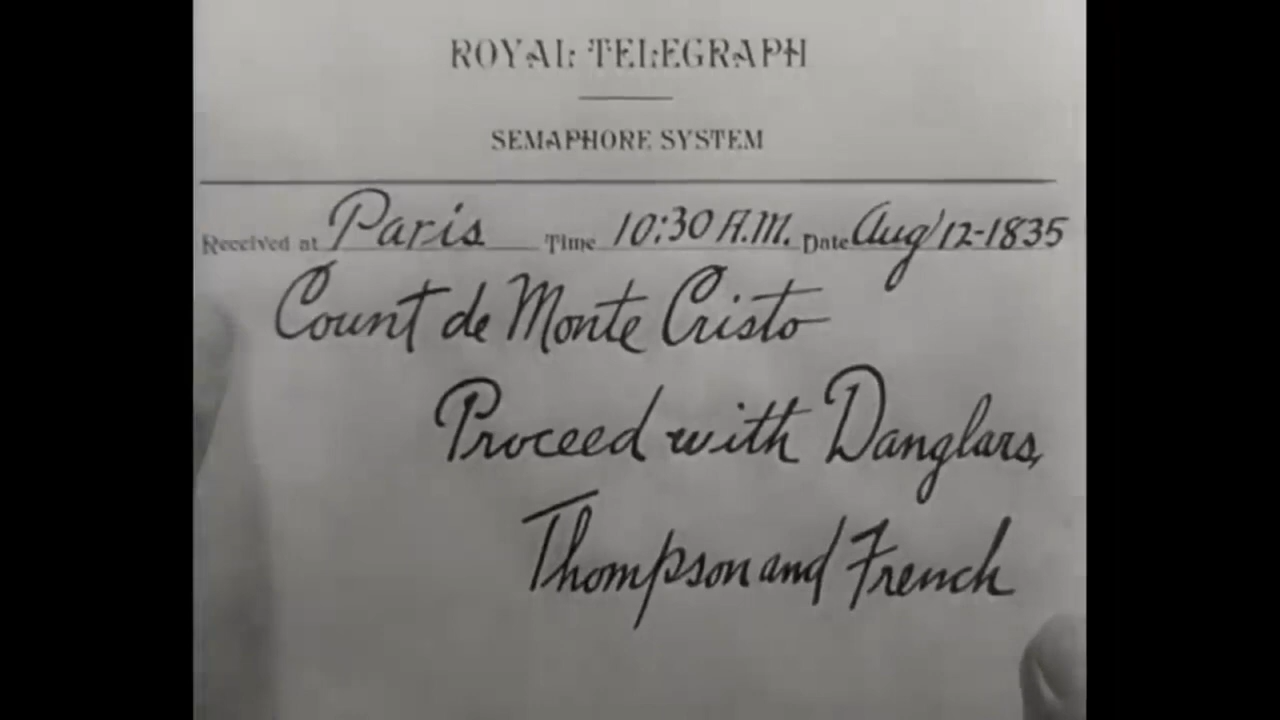 ROYAL TELEGRAPH
SEMAPHORE SYSTEM
Received at Paris Time 10:30 A.M. Date Aug 12-1835
Count de Monte Cristo
Proceed with Danglars,
Thompson and French